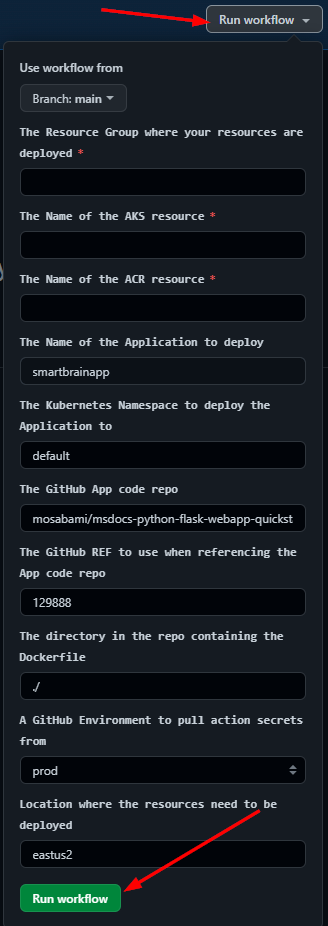 Run workflow
Use workflow from
Branch: main
The Resource Group where your resources are
deployed *
The Name of the AKS resource *
The Name of the ACR resource *
The Name of the Application to deploy
smartbrainapp
The Kubernetes Namespace to deploy the
Application to
default
The GitHub App code repo
mosabami/msdocs-python-flask-webapp-quickst
The GitHub REF to use when referencing the
App code repo
129888
The directory in the repo containing the
Dockerfile
./
A GitHub Environment to pull action secrets
from
prod
Location where the resources need to be
deployed
eastus2
Run workflow